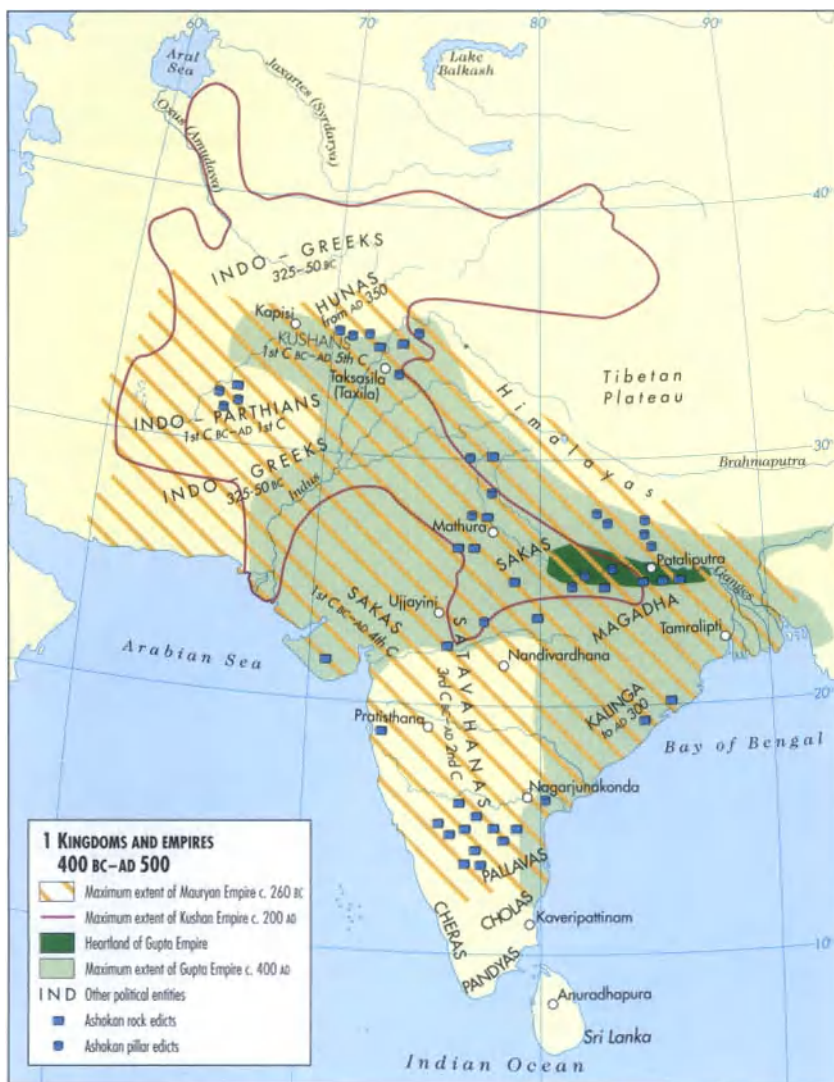 60°
70°
80°
90°
Aral
Sea
Jaxartes (Syrdarya)
Lake
Balkash
Oxus (Amudava)
40°
INDO – GREEKS
325–50 BC
HUNAS
from AD 350
Kapisi
KUSHANS
1st C BC–AD 5th C
Taksasila
(Taxila)
Tibetan
Plateau
Himalayas
INDO – PARTHIANS
1st C BC–AD 1st C
30°
Brahmaputra
INDO – GREEKS
325-50 BC
Indus
Mathura
SAKAS
Pataliputra
Ganges
SAKAS
1st C BC–AD 4th C
Ujjayini
MAGADHA
Tamralipti
Arabian Sea
SATAVAHANAS
3rd C BC–AD 2nd C
Nandivardhana
20°
KALINGA
to AD 300
Pratisthana
Bay of Bengal
Nagarjunakonda
PALLAVAS
CHOLAS
Kaveripattinam
CHERAS
PANDYAS
10°
Anuradhapura
Sri Lanka
Indian Ocean
1 KINGDOMS AND EMPIRES
400 BC–AD 500
Maximum extent of Mauryan Empire c. 260 BC
Maximum extent of Kushan Empire c. 200 AD
Heartland of Gupta Empire
Maximum extent of Gupta Empire c. 400 AD
IND Other political entities
Ashokan rock edicts
Ashokan pillar edicts